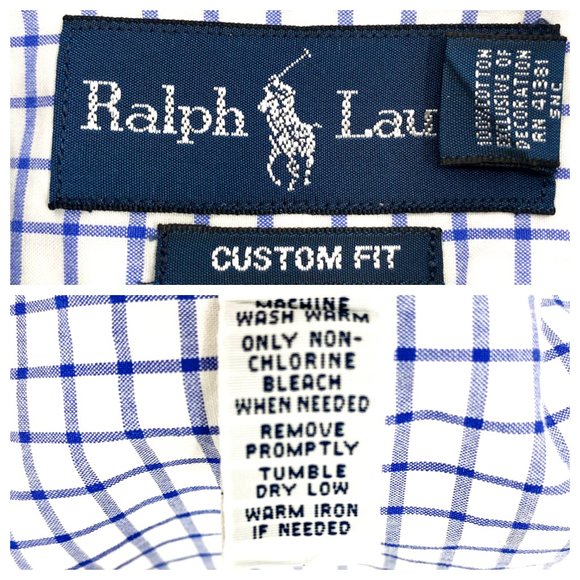 Ralph Lau
100% COTTON
EXCLUSIVE OF
DECORATION
RN 41381
SNC
CUSTOM FIT
MACHINE
WASH WARM
ONLY NON-
CHLORINE
BLEACH
WHEN NEEDED
REMOVE
PROMPTLY
TUMBLE
DRY LOW
WARM IRON
IF NEEDED